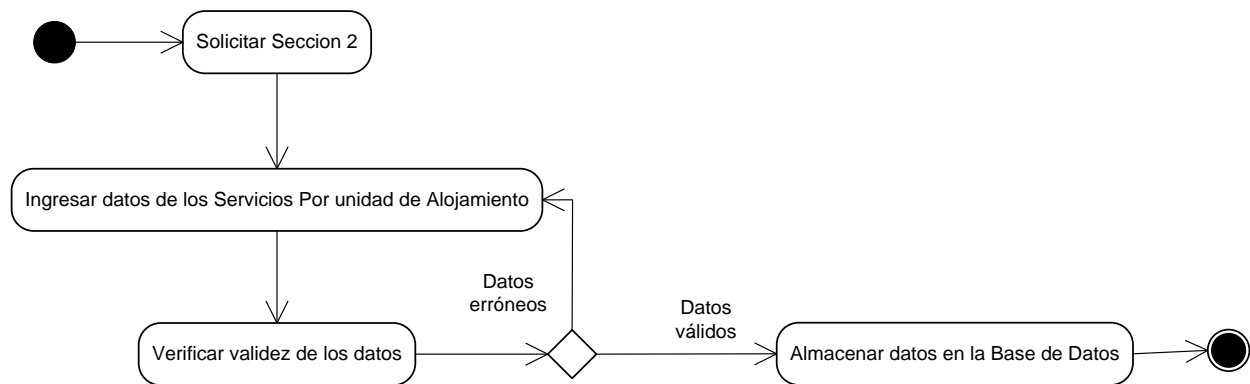 Solicitar Seccion 2
Ingresar datos de los Servicios Por unidad de Alojamiento
Datos
erróneos
Datos
válidos
Verificar validez de los datos
Almacenar datos en la Base de Datos